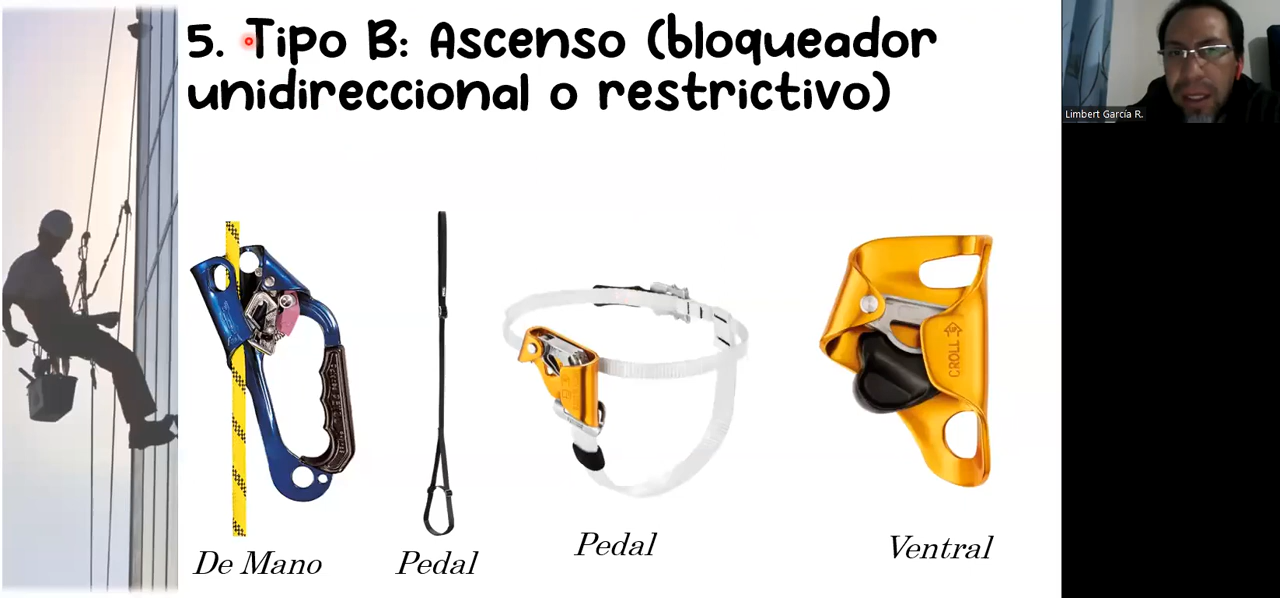 5. Tipo B: Ascenso (bloqueador
unidireccional o restrictivo)
Limbert García R.
CROLL
De Mano
Pedal
Pedal
Ventral